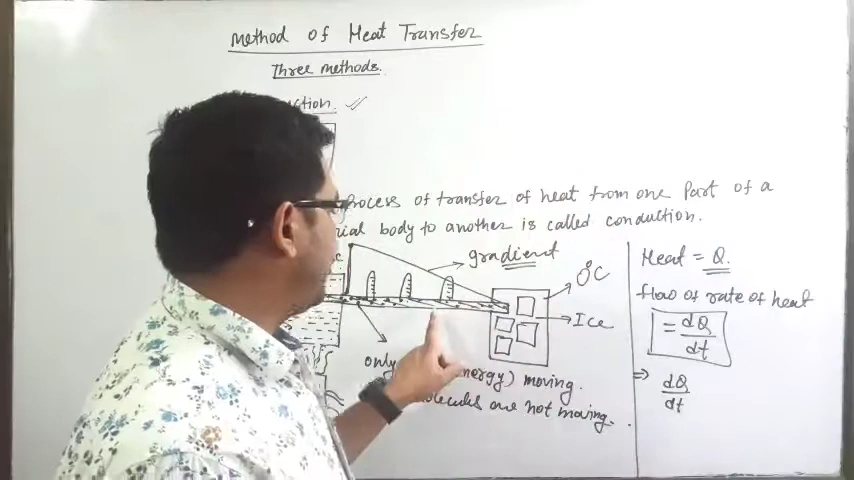 Method of Heat Transfer
Three methods.
ction.
process of transfer of heat from one Part of a
rial body to another is called conduction.
gradient
0°C
Ice
only
nergy) moving.
olecules are not moving.
Heat = Q.
flow of rate of heat
= dQ
dt
⇒ dQ
dt